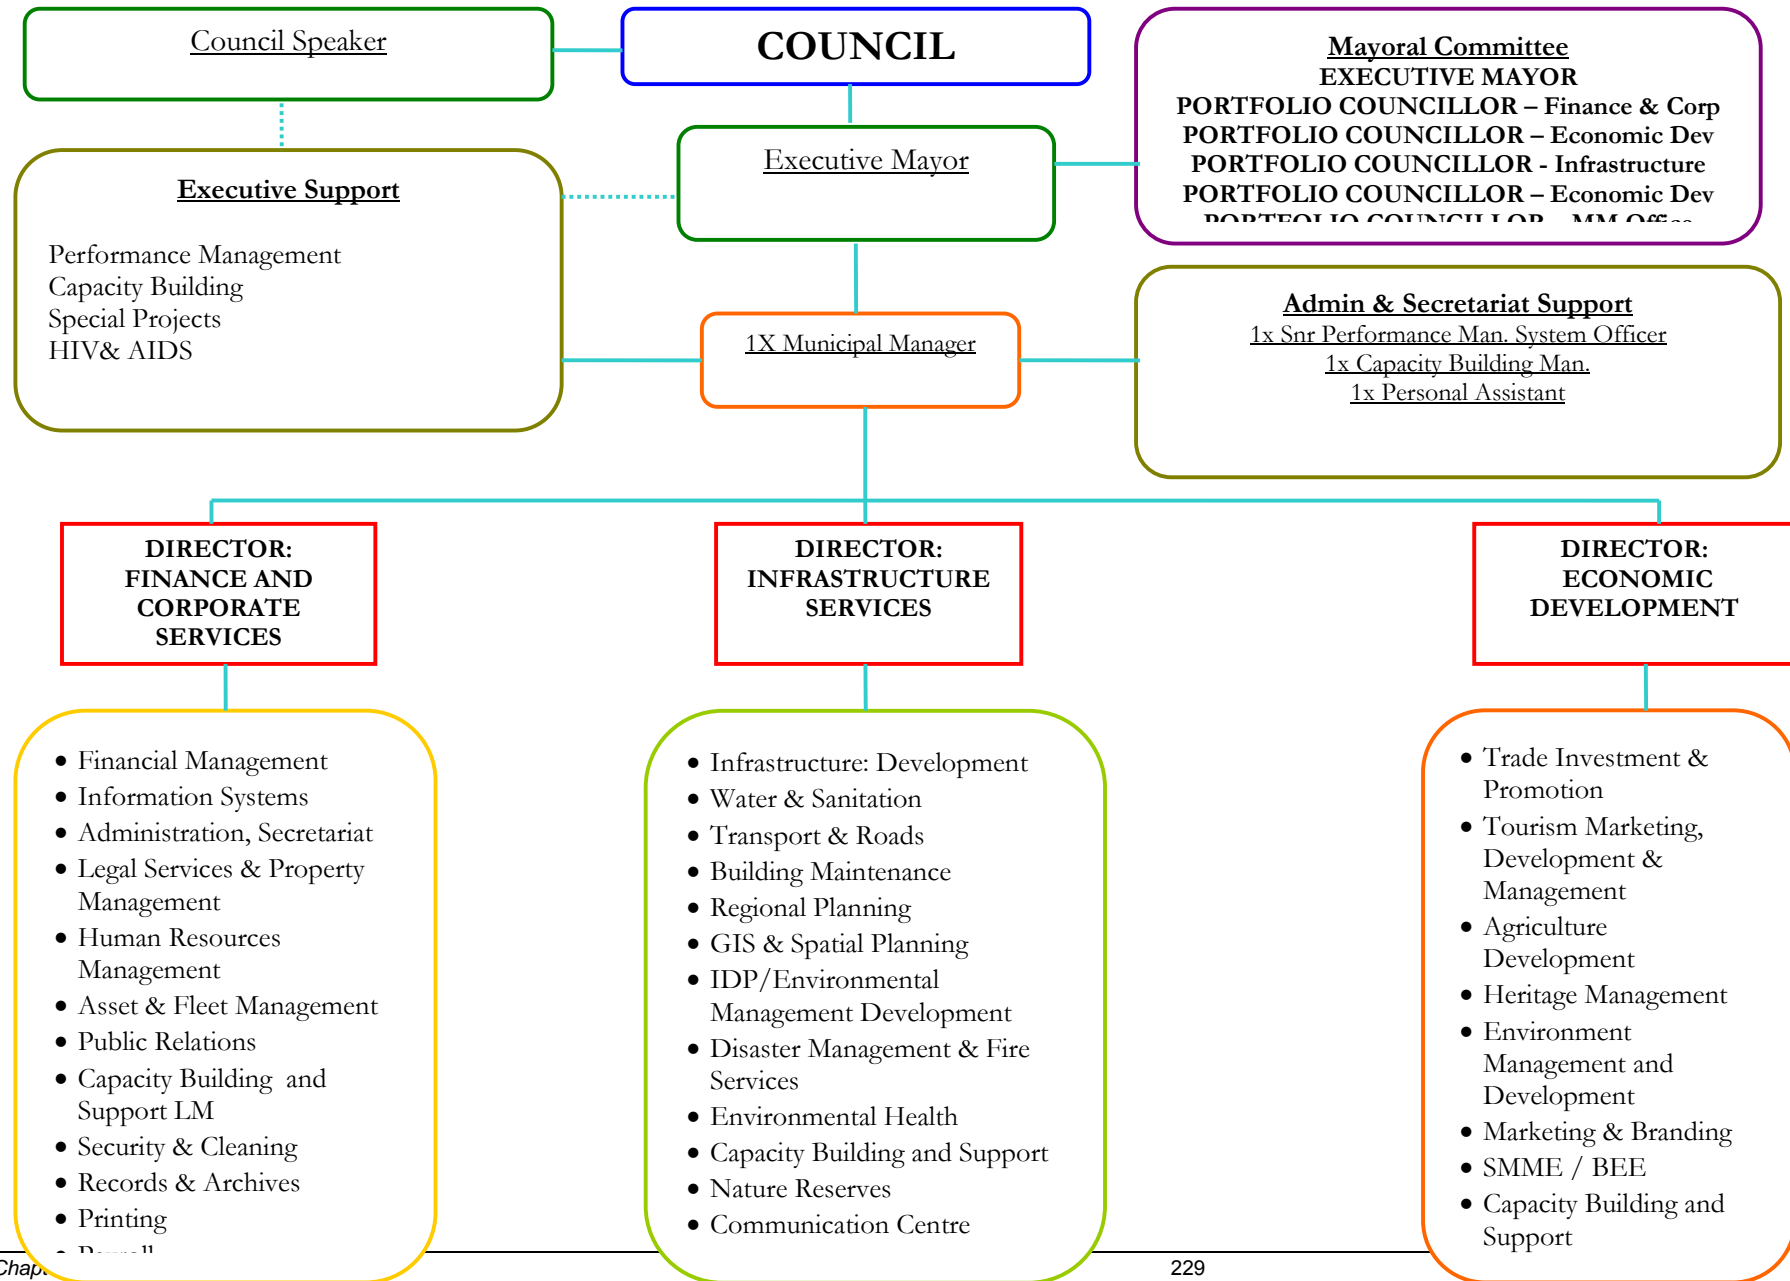 Council Speaker
COUNCIL
Mayoral Committee
EXECUTIVE MAYOR
PORTFOLIO COUNCILLOR – Finance & Corp
PORTFOLIO COUNCILLOR – Economic Dev
PORTFOLIO COUNCILLOR - Infrastructure
PORTFOLIO COUNCILLOR – Economic Dev
PORTFOLIO COUNCILLOR – MM Office
Executive Mayor
Executive Support
Performance Management
Capacity Building
Special Projects
HIV& AIDS
1X Municipal Manager
Admin & Secretariat Support
1x Snr Performance Man. System Officer
1x Capacity Building Man.
1x Personal Assistant
DIRECTOR:
FINANCE AND
CORPORATE
SERVICES
DIRECTOR:
INFRASTRUCTURE
SERVICES
DIRECTOR:
ECONOMIC
DEVELOPMENT
• Financial Management
• Information Systems
• Administration, Secretariat
• Legal Services & Property
Management
• Human Resources
Management
• Asset & Fleet Management
• Public Relations
• Capacity Building  and
Support LM
• Security & Cleaning
• Records & Archives
• Printing
• Payroll
• Infrastructure: Development
• Water & Sanitation
• Transport & Roads
• Building Maintenance
• Regional Planning
• GIS & Spatial Planning
• IDP/Environmental
Management Development
• Disaster Management & Fire
Services
• Environmental Health
• Capacity Building and Support
• Nature Reserves
• Communication Centre
• Trade Investment &
Promotion
• Tourism Marketing,
Development &
Management
• Agriculture
Development
• Heritage Management
• Environment
Management and
Development
• Marketing & Branding
• SMME / BEE
• Capacity Building and
Support
229